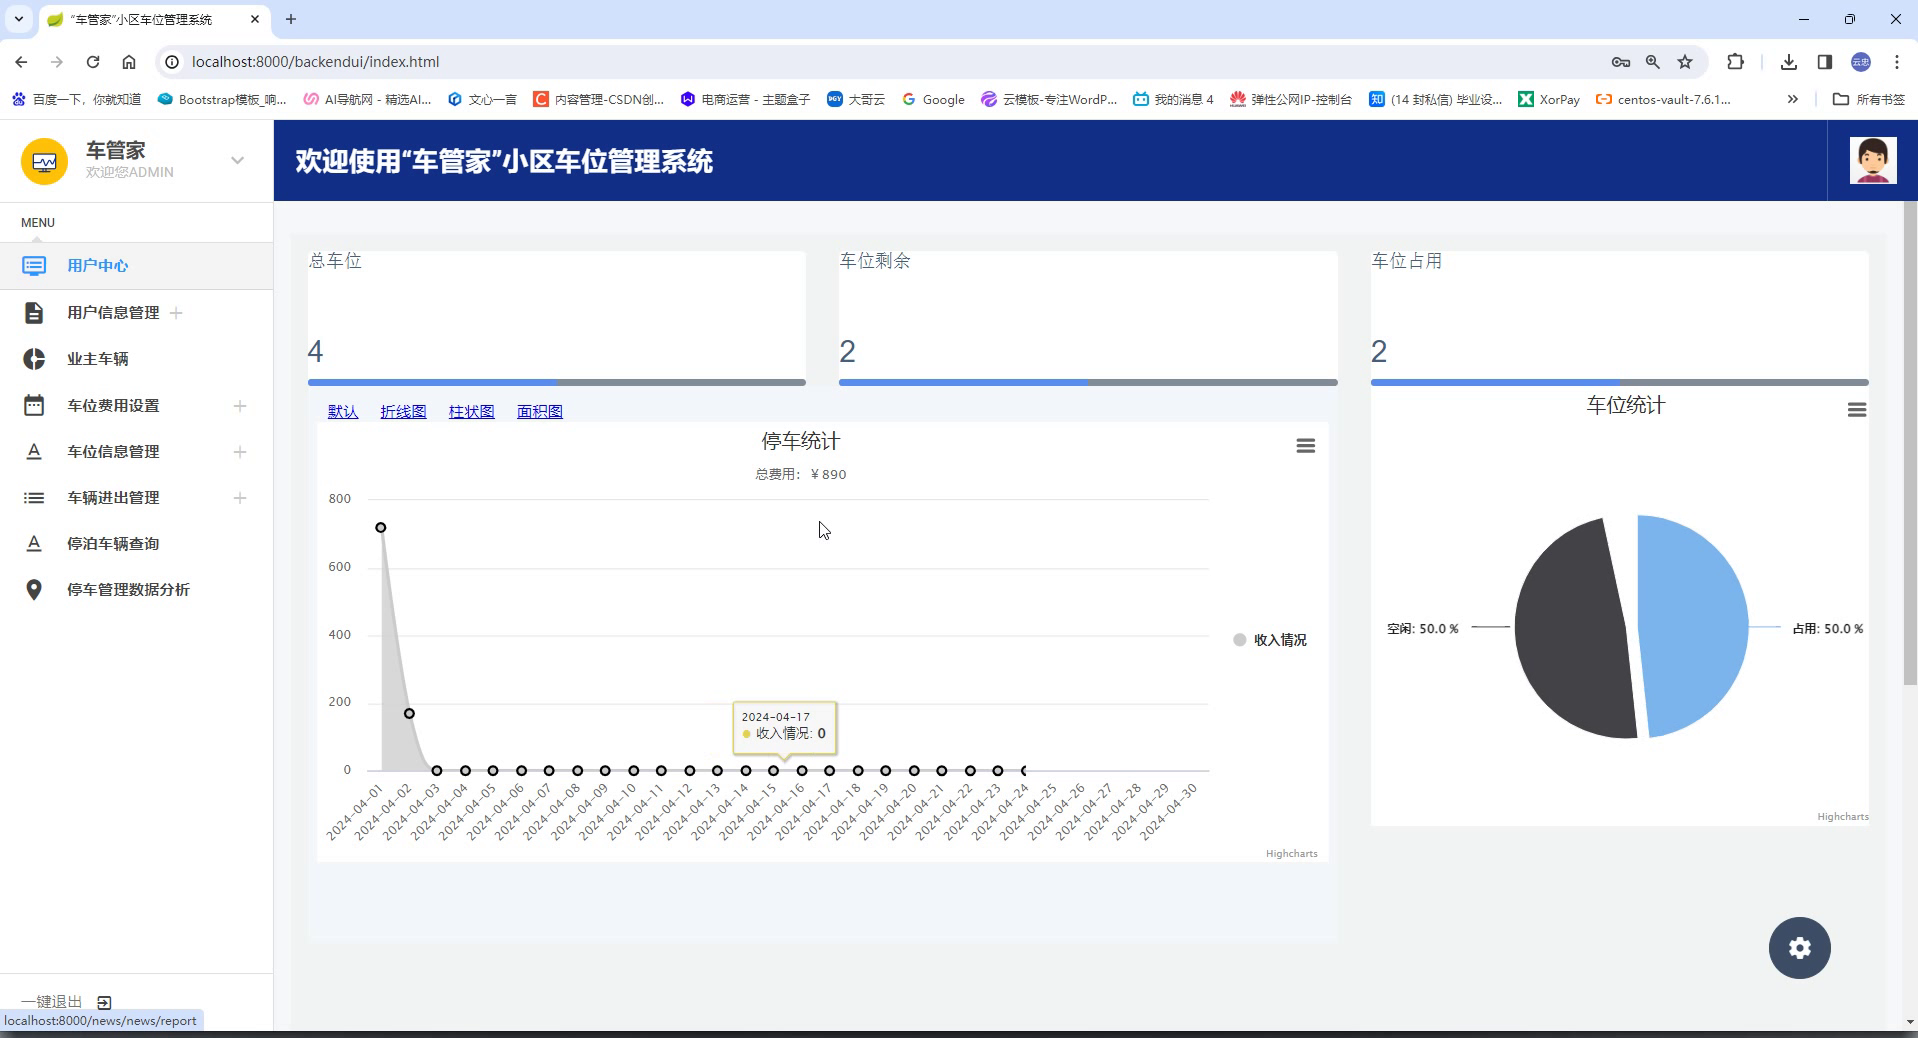 “车管家”小区车位管理系统
localhost:8000/backendui/index.html
云忠
百度一下，你就知道
Bootstrap模板_响...
AI导航网 - 精选AI...
文心一言
内容管理-CSDN创...
电商运营 - 主题盒子
大哥云
Google
云模板-专注WordP...
我的消息 4
弹性公网IP-控制台
(14 封私信) 毕业设...
XorPay
centos-vault-7.6.1...
所有书签
车管家
欢迎您ADMIN
欢迎使用“车管家”小区车位管理系统
MENU
用户中心
用户信息管理
业主车辆
车位费用设置
车位信息管理
车辆进出管理
停泊车辆查询
停车管理数据分析
一键退出
localhost:8000/news/news/report
总车位
4
车位剩余
2
车位占用
2
默认 折线图 柱状图 面积图
停车统计
总费用: ¥ 890
800
600
400
200
0
2024-04-17
收入情况: 0
收入情况
2024-04-01
2024-04-02
2024-04-03
2024-04-04
2024-04-05
2024-04-06
2024-04-07
2024-04-08
2024-04-09
2024-04-10
2024-04-11
2024-04-12
2024-04-13
2024-04-14
2024-04-15
2024-04-16
2024-04-17
2024-04-18
2024-04-19
2024-04-20
2024-04-21
2024-04-22
2024-04-23
2024-04-24
2024-04-25
2024-04-26
2024-04-27
2024-04-28
2024-04-29
2024-04-30
Highcharts
车位统计
空闲: 50.0 %
占用: 50.0 %
Highcharts